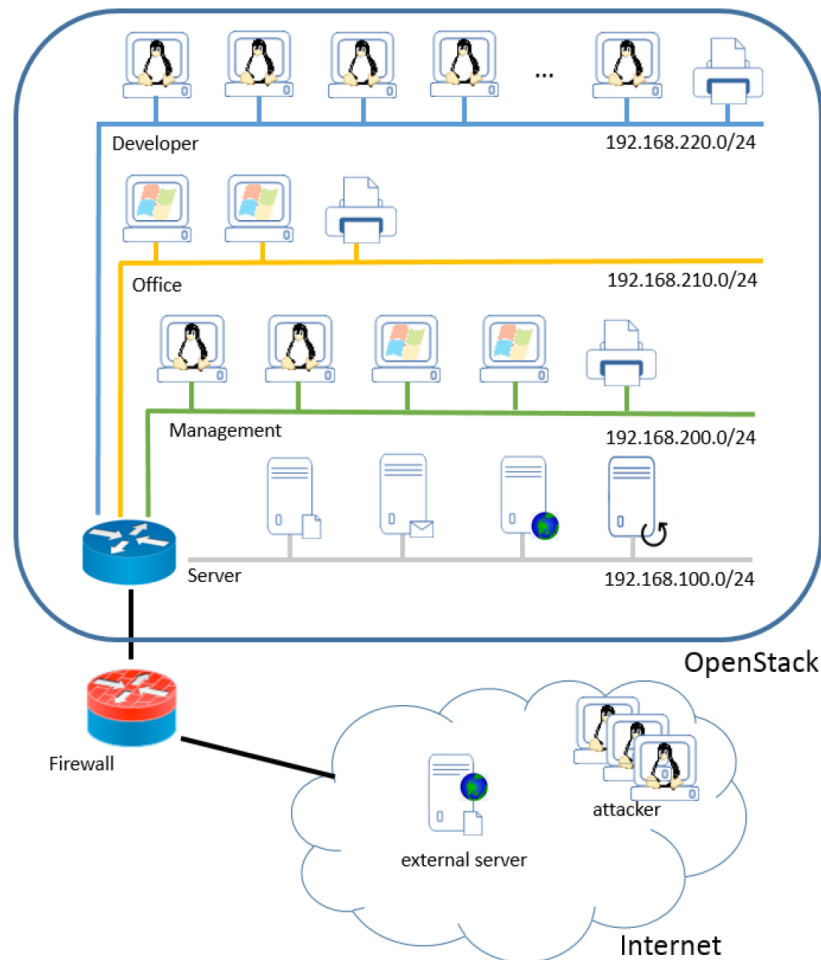 ...
Developer
192.168.220.0/24
Office
192.168.210.0/24
Management
192.168.200.0/24
Server
192.168.100.0/24
OpenStack
Firewall
attacker
external server
Internet